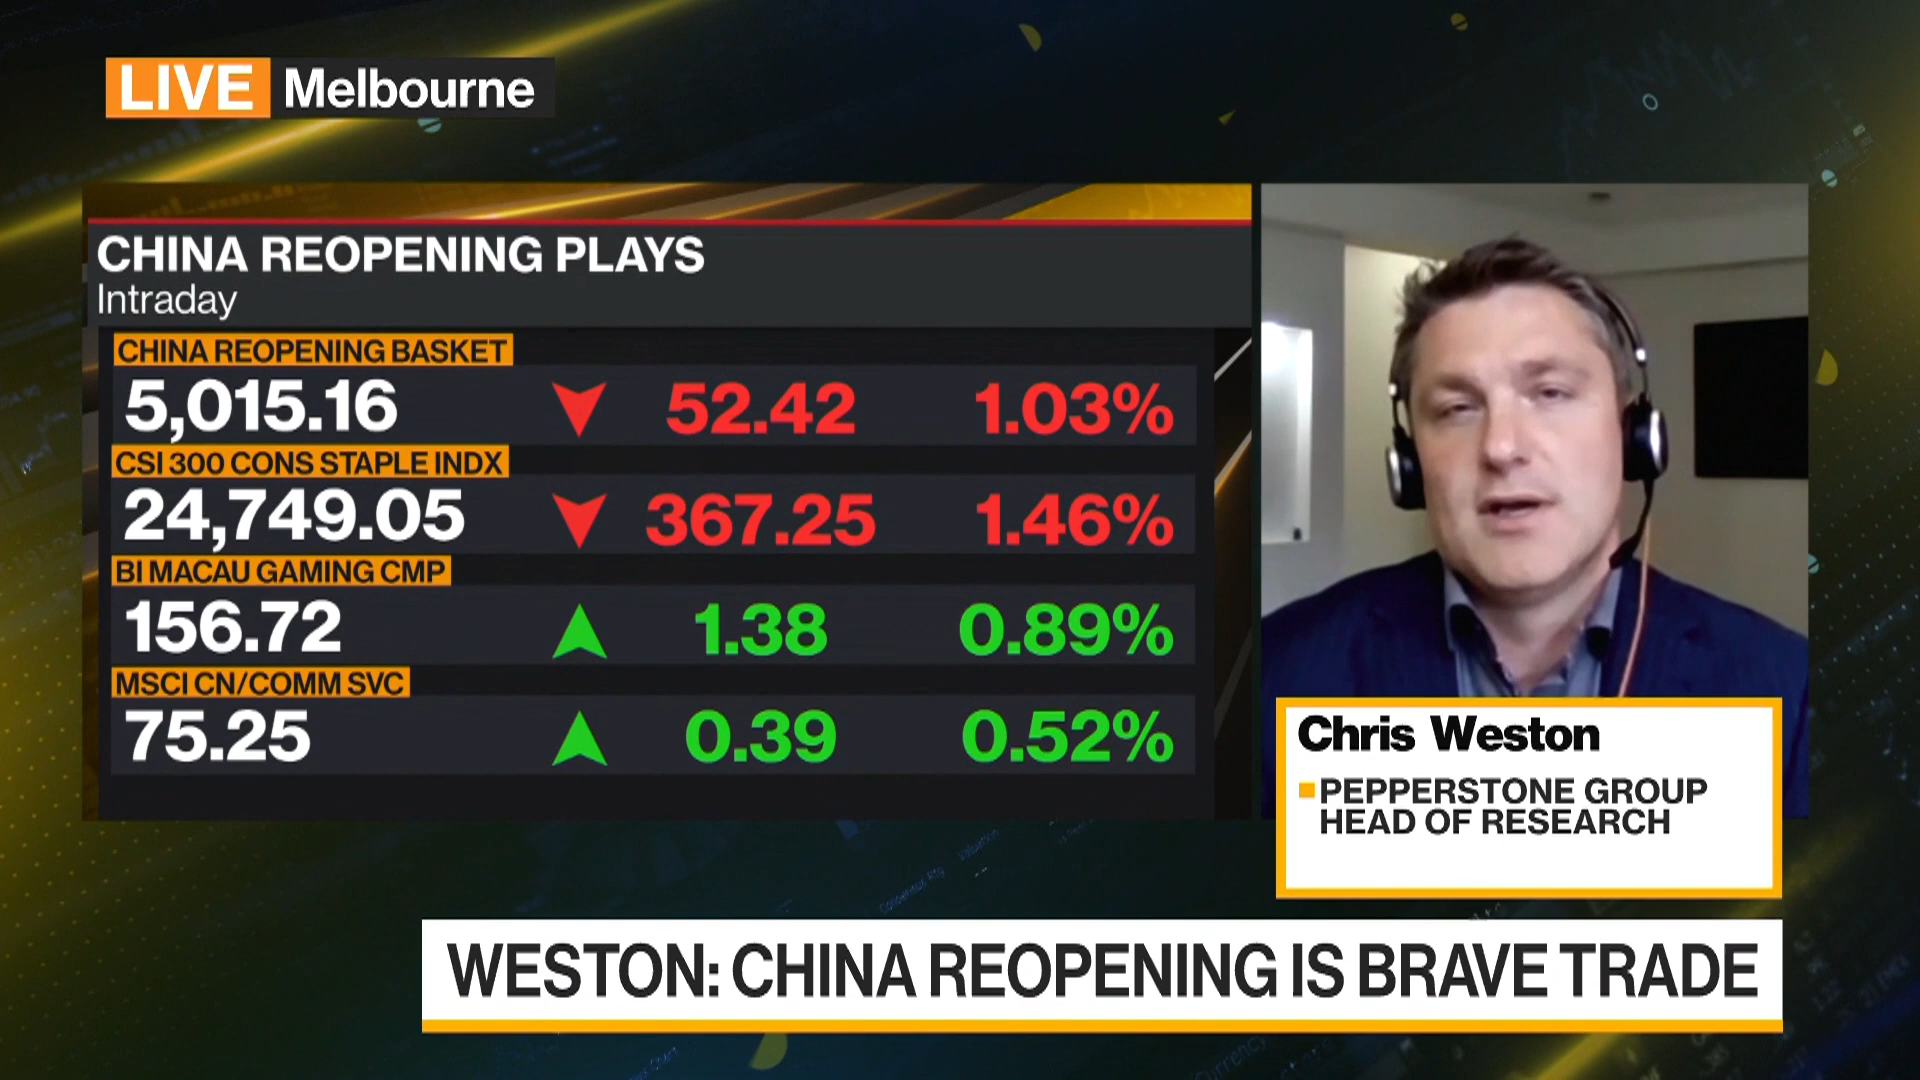 LIVE Melbourne
CHINA REOPENING PLAYS
Intraday
CHINA REOPENING BASKET
5,015.16 52.42 1.03%
CSI 300 CONS STAPLE INDX
24,749.05 367.25 1.46%
BI MACAU GAMING CMP
156.72 1.38 0.89%
MSCI CN/COMM SVC
75.25 0.39 0.52%
Chris Weston
PEPPERSTONE GROUP
HEAD OF RESEARCH
WESTON: CHINA REOPENING IS BRAVE TRADE